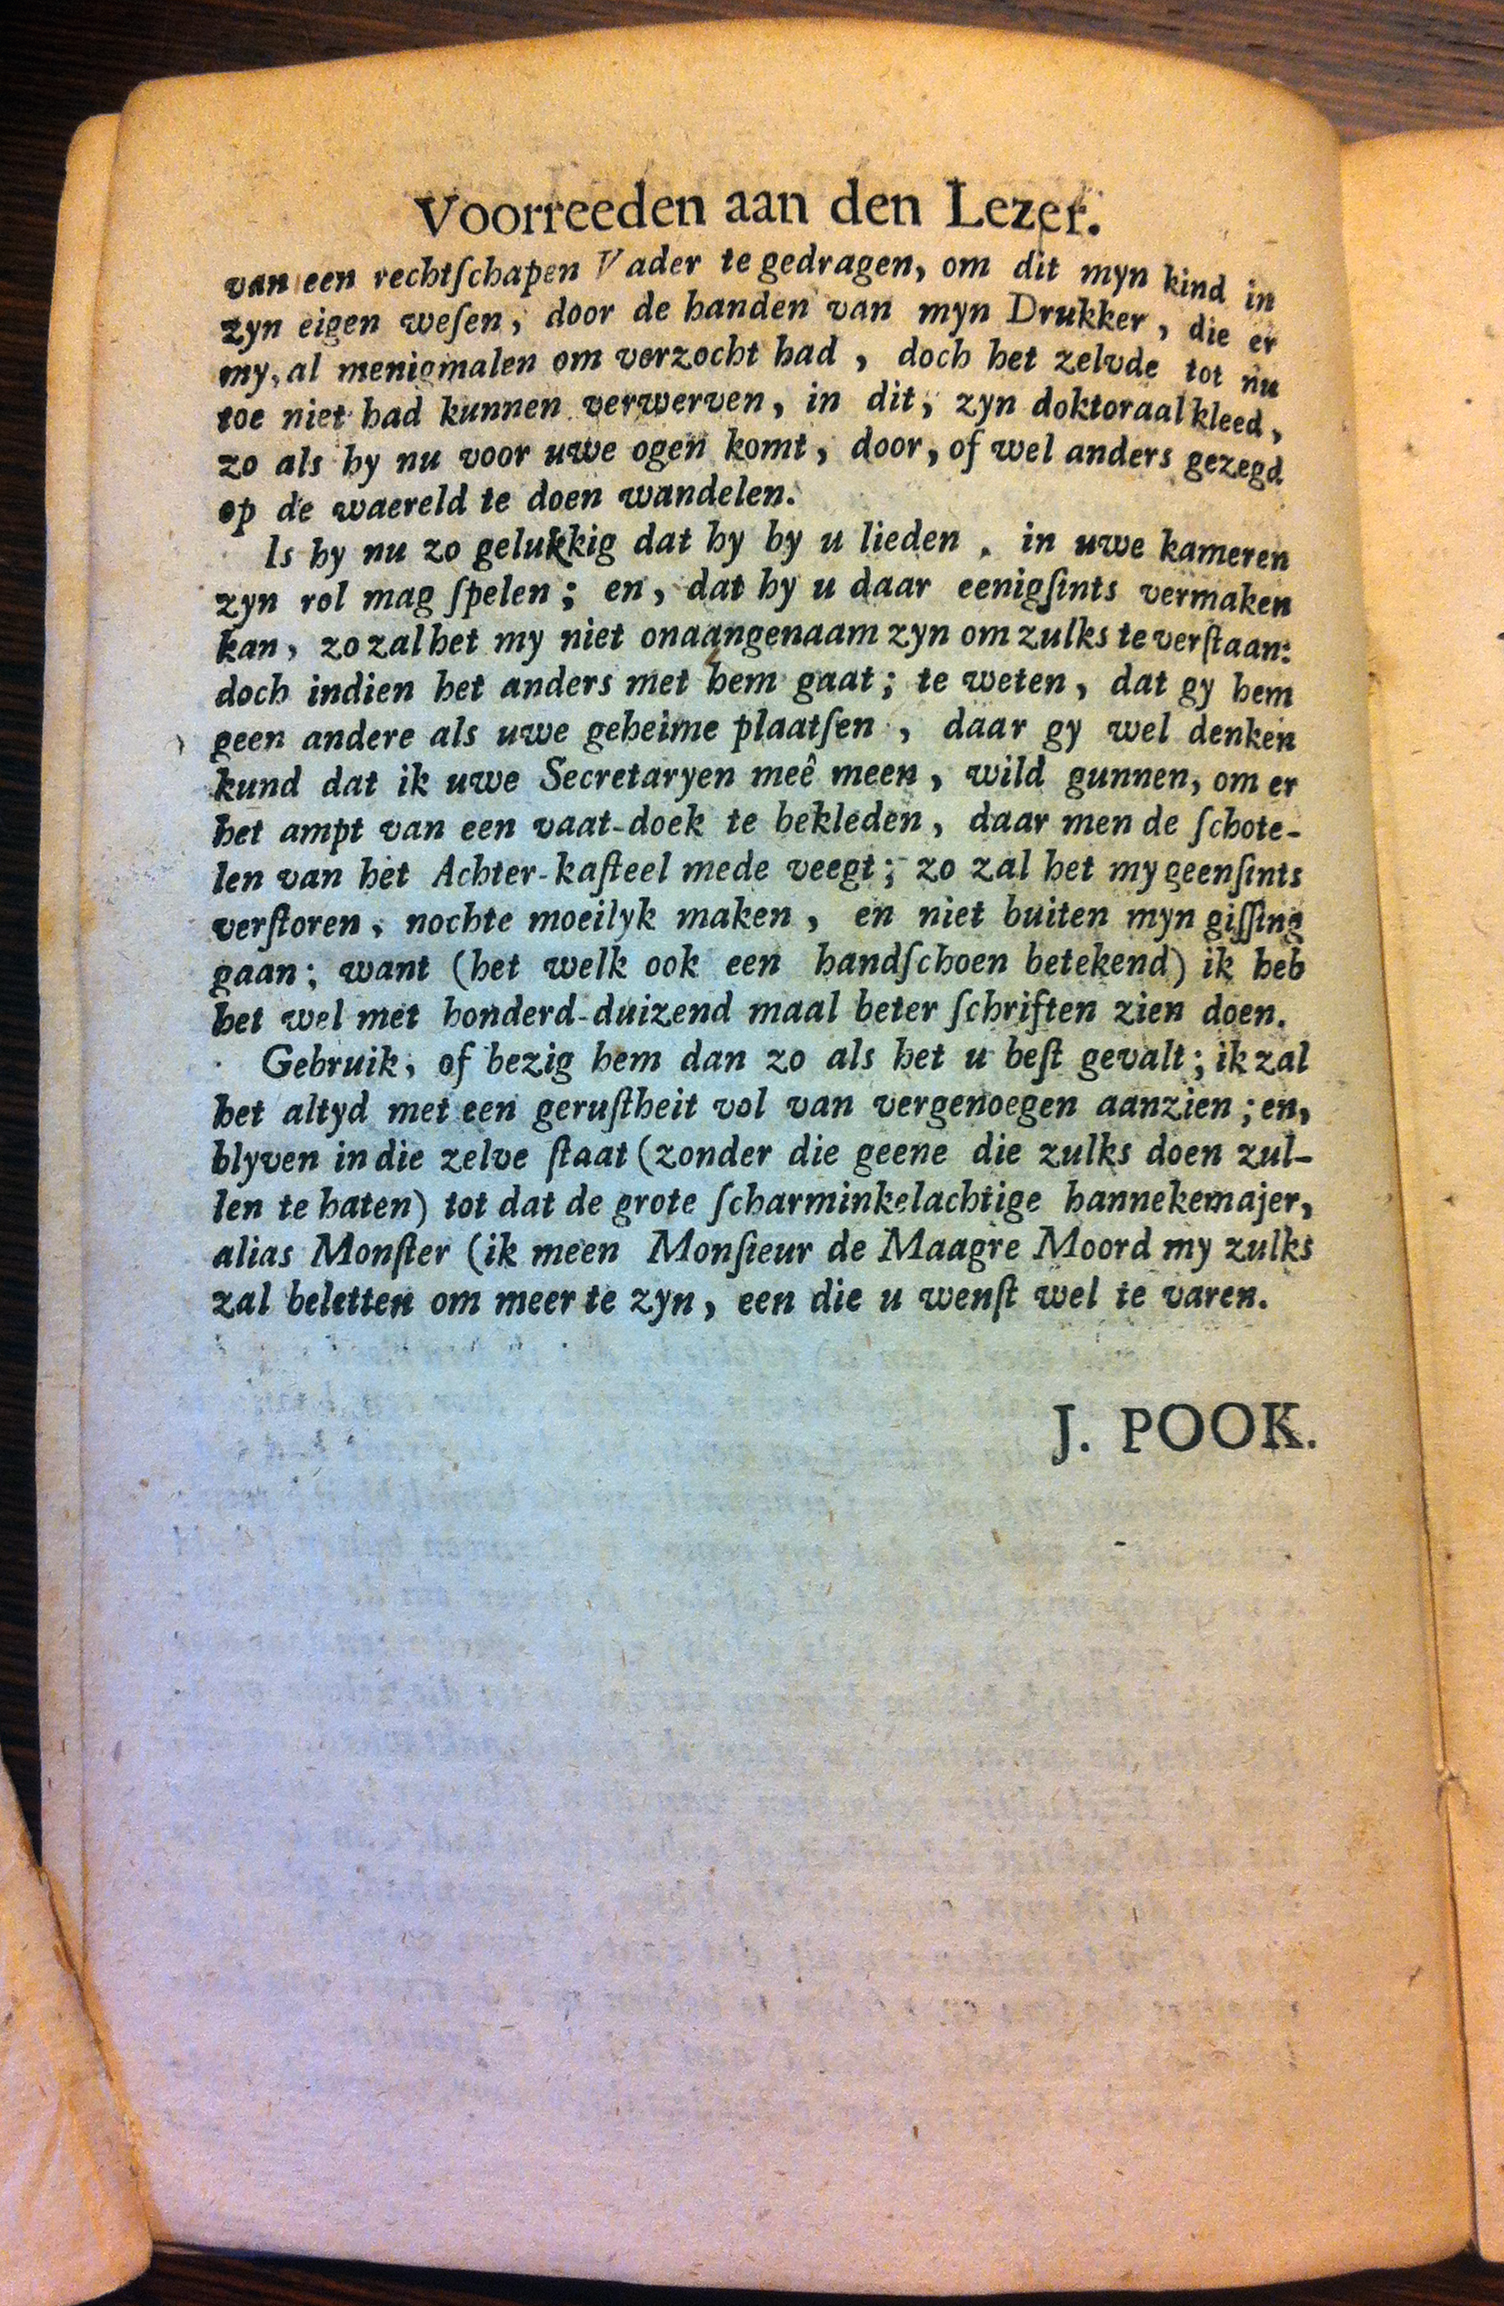 Voorreeden aan den Lezer.
van een rechtſchapen Vader te gedragen, om dit myn kind in
zyn eigen weſen, door de handen van myn Drukker, die er
my, al menigmalen om verzocht had, doch het zelvde tot nu
toe niet had kunnen verwerven, in dit, zyn doktoraal kleed,
zo als hy nu voor uwe ogen komt, door, of wel anders gezegd
op de waereld te doen wandelen.
Is hy nu zo gelukkig dat hy by u lieden, in uwe kameren
zyn rol mag ſpelen; en, dat hy u daar eenigſints vermaken
kan, zo zal het my niet onaangenaam zyn om zulks te verſtaan:
doch indien het anders met hem gaat; te weten, dat gy hem
geen andere als uwe geheime plaatſen, daar gy wel denken
kund dat ik uwe Secretaryen meê meen, wild gunnen, om er
het ampt van een vaat-doek te bekleden, daar men de ſchote-
len van het Achter-kaſteel mede veegt; zo zal het my geenſints
verſtoren, nochte moeilyk maken, en niet buiten myn giſſing
gaan; want (het welk ook een handſchoen betekend) ik heb
het wel met honderd-duizend maal beter ſchriften zien doen.
Gebruik, of bezig hem dan zo als het u beſt gevalt; ik zal
het altyd met een geruſtheit vol van vergenoegen aanzien; en,
blyven in die zelve ſtaat (zonder die geene die zulks doen zul-
len te haten) tot dat de grote ſcharminkelachtige hannekemajer,
alias Monſter (ik meen Monſieur de Maagre Moord my zulks
zal beletten om meer te zyn, een die u wenſt wel te varen.
J. POOK.